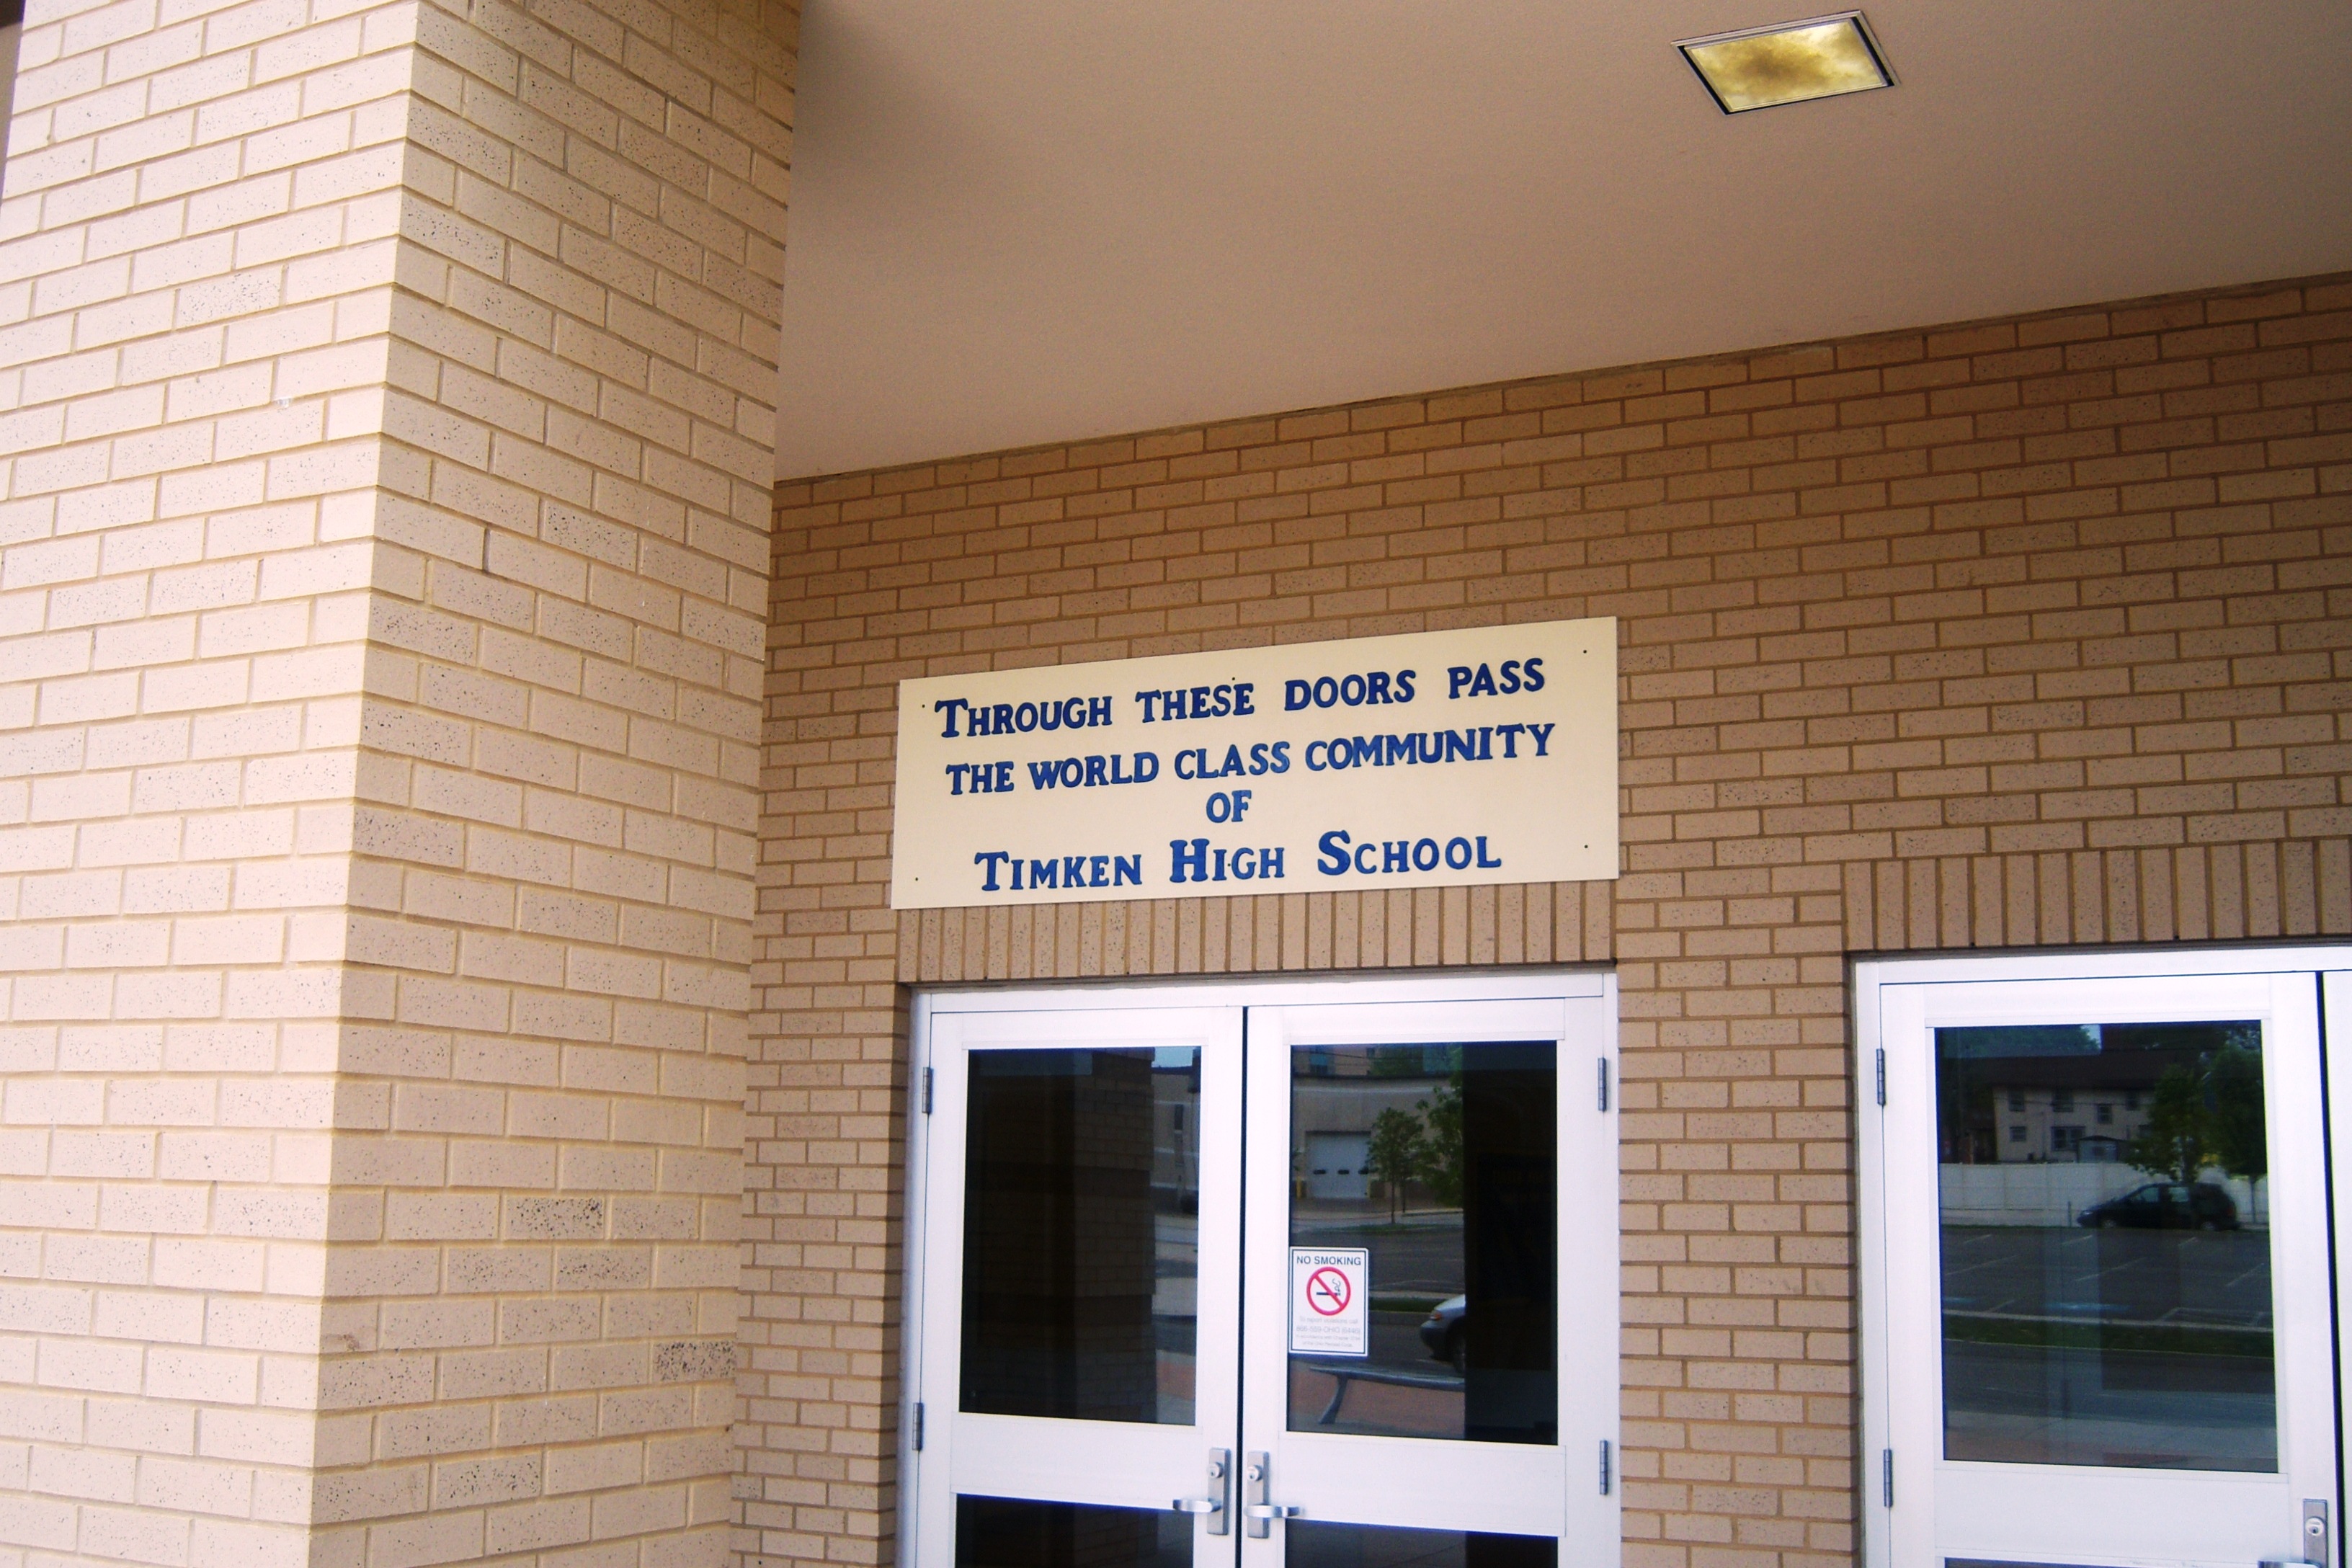 THROUGH THESE DOORS PASS
THE WORLD CLASS COMMUNITY
OF
TIMKEN HIGH SCHOOL
NO SMOKING